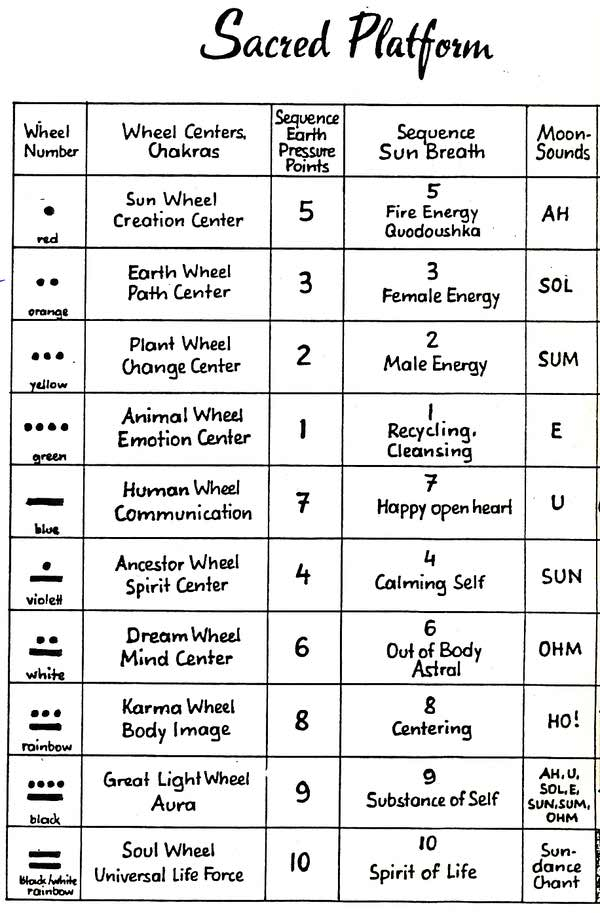 Sacred Platform
Wheel Number
Wheel Centers, Chakras
Sequence Earth Pressure Points
Sequence Sun Breath
Moon-Sounds
red
Sun Wheel
Creation Center
5
5
Fire Energy
Quodoushka
AH
orange
Earth Wheel
Path Center
3
3
Female Energy
SOL
yellow
Plant Wheel
Change Center
2
2
Male Energy
SUM
green
Animal Wheel
Emotion Center
1
1
Recycling,
Cleansing
E
blue
Human Wheel
Communication
7
7
Happy open heart
U
violett
Ancestor Wheel
Spirit Center
4
4
Calming Self
SUN
white
Dream Wheel
Mind Center
6
6
Out of Body
Astral
OHM
rainbow
Karma Wheel
Body Image
8
8
Centering
HO!
black
Great Light Wheel
Aura
9
9
Substance of Self
AH, U,
SOL, E,
SUN, SUM,
OHM
black/white
rainbow
Soul Wheel
Universal Life Force
10
10
Spirit of Life
Sun-
dance
Chant